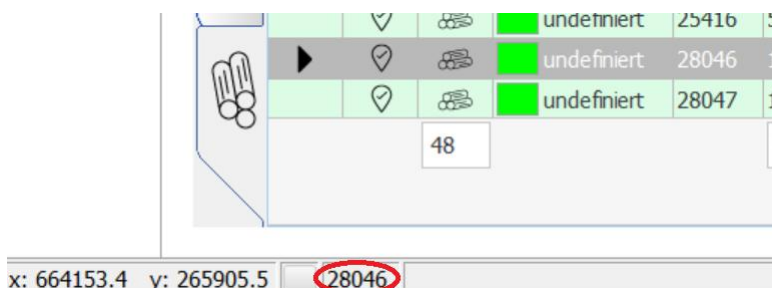 undefiniert 25416
undefiniert 28046
undefiniert 28047
48
x: 664153.4 y: 265905.5 28046